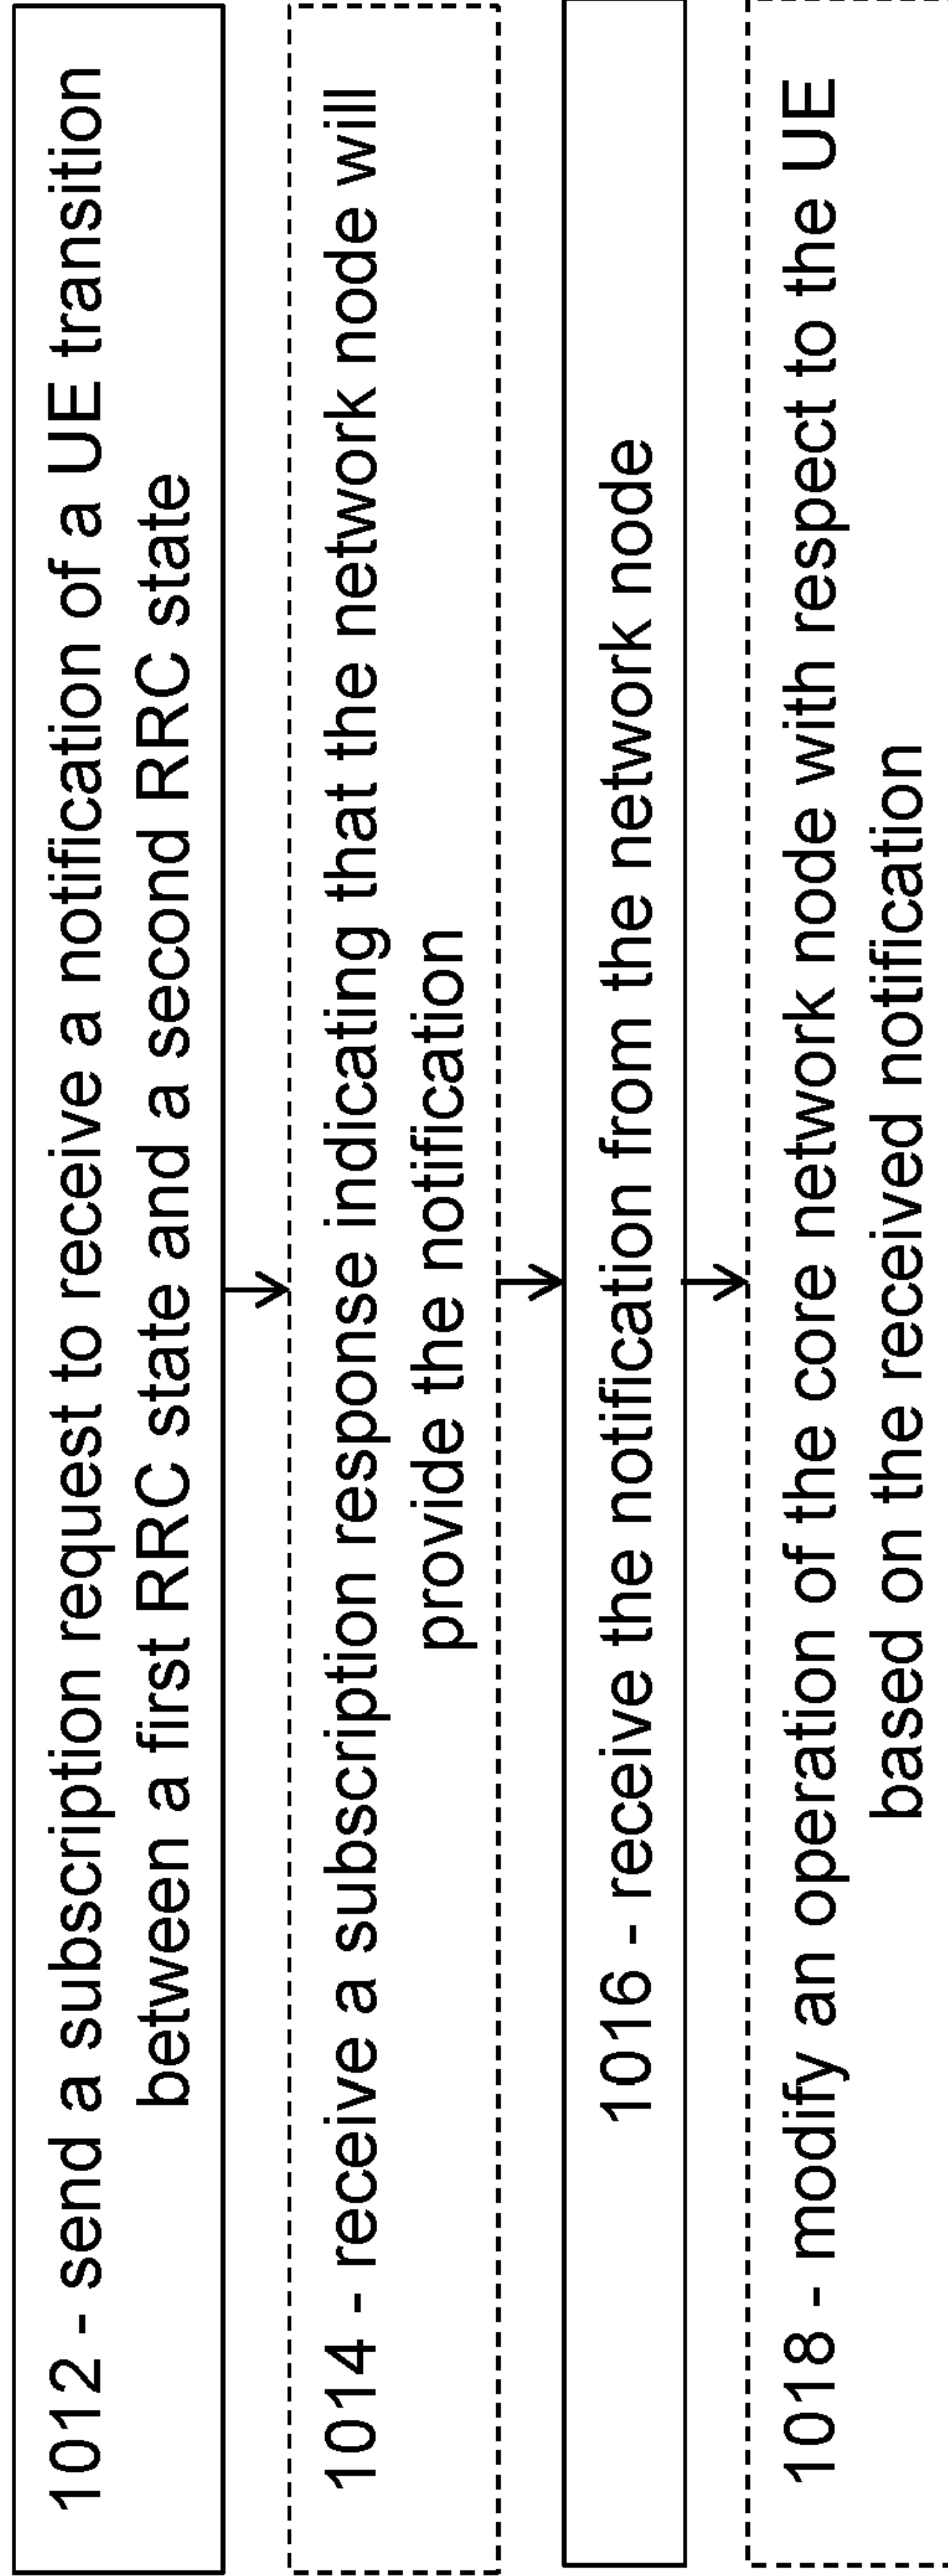 1012 - send a subscription request to receive a notification of a UE transition
between a first RRC state and a second RRC state
1014 - receive a subscription response indicating that the network node will
provide the notification
1016 - receive the notification from the network node
1018 - modify an operation of the core network node with respect to the UE
based on the received notification